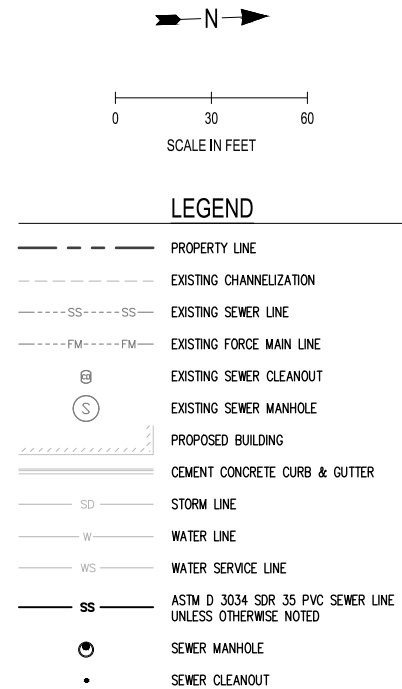 N
0 30 60
SCALE IN FEET
LEGEND
PROPERTY LINE
EXISTING CHANNELIZATION
SS SS EXISTING SEWER LINE
FM FM EXISTING FORCE MAIN LINE
CO EXISTING SEWER CLEANOUT
S EXISTING SEWER MANHOLE
PROPOSED BUILDING
CEMENT CONCRETE CURB & GUTTER
SD STORM LINE
W WATER LINE
WS WATER SERVICE LINE
SS ASTM D 3034 SDR 35 PVC SEWER LINE
UNLESS OTHERWISE NOTED
SEWER MANHOLE
SEWER CLEANOUT